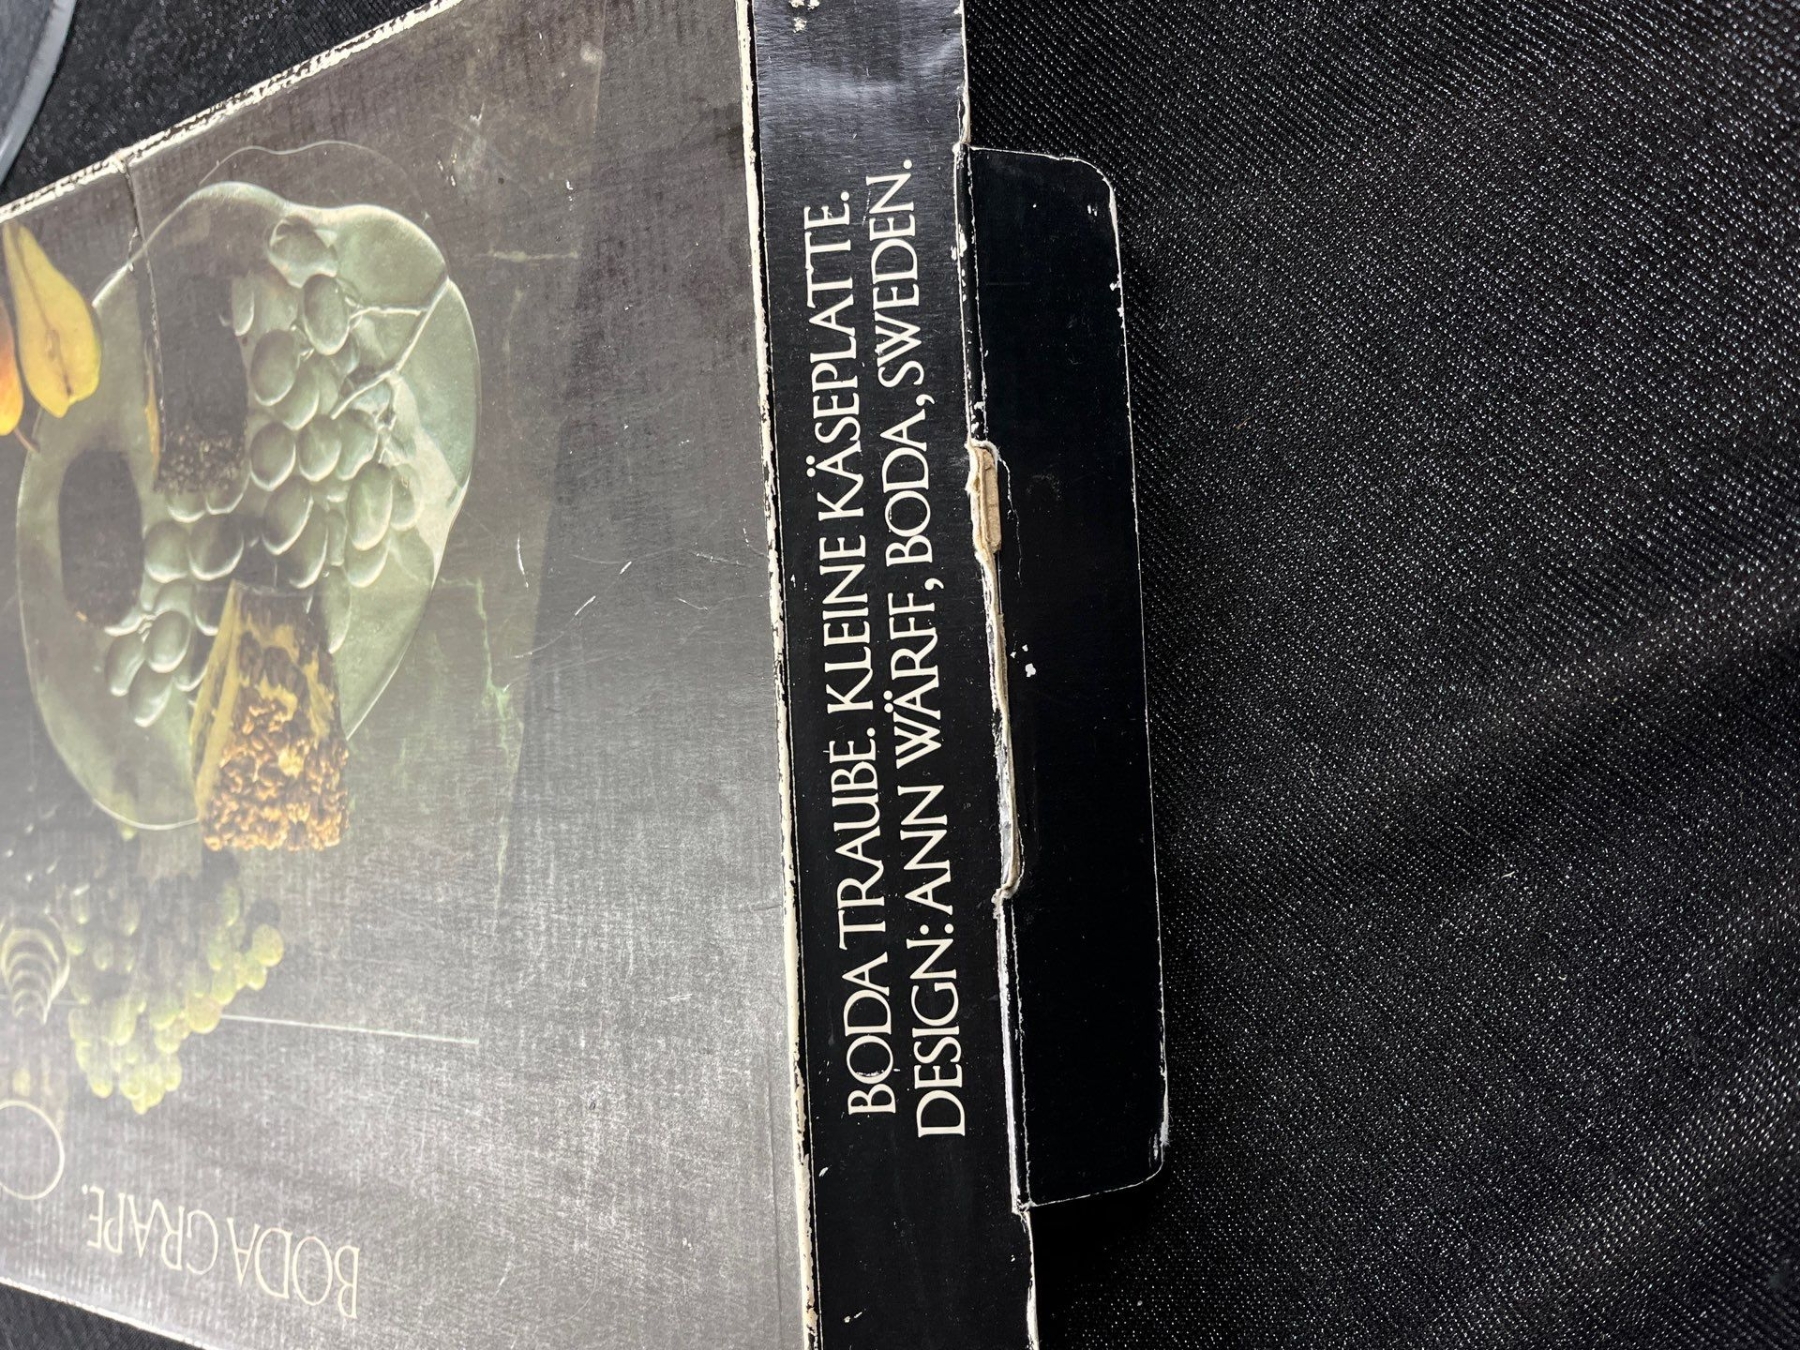 BODA TRAUBE. KLEINE KÄSEPLATTE.
DESIGN: ANN WÄRFF, BODA, SWEDEN.
BODA GRAPE.